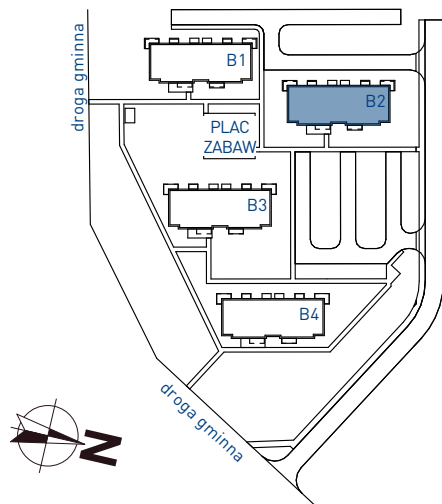 B1
B2
droga gminna
PLAC
ZABAW
B3
B4
droga gminna
N